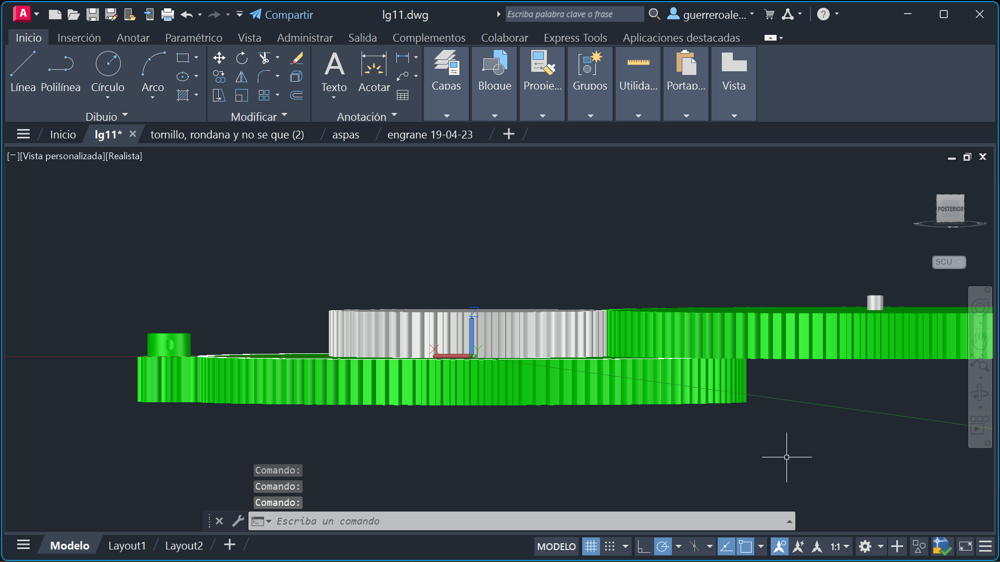 A
Compartir
lg11.dwg
Escriba palabra clave o frase
guerreroale...
Inicio
Inserción
Anotar
Paramétrico
Vista
Administrar
Salida
Complementos
Colaborar
Express Tools
Aplicaciones destacadas
Línea
Polilínea
Círculo
Arco
A
Texto
Acotar
Capas
Bloque
Propie...
Grupos
Utilida...
Portap...
Vista
Dibujo
Modificar
Anotación
Inicio
lg11*
tornillo, rondana y no se que (2)
aspas
engrane 19-04-23
[−][Vista personalizada][Realista]
POSTERIOR
SCU
Comando:
Comando:
Comando:
Escriba un comando
Modelo
Layout1
Layout2
MODELO
1:1